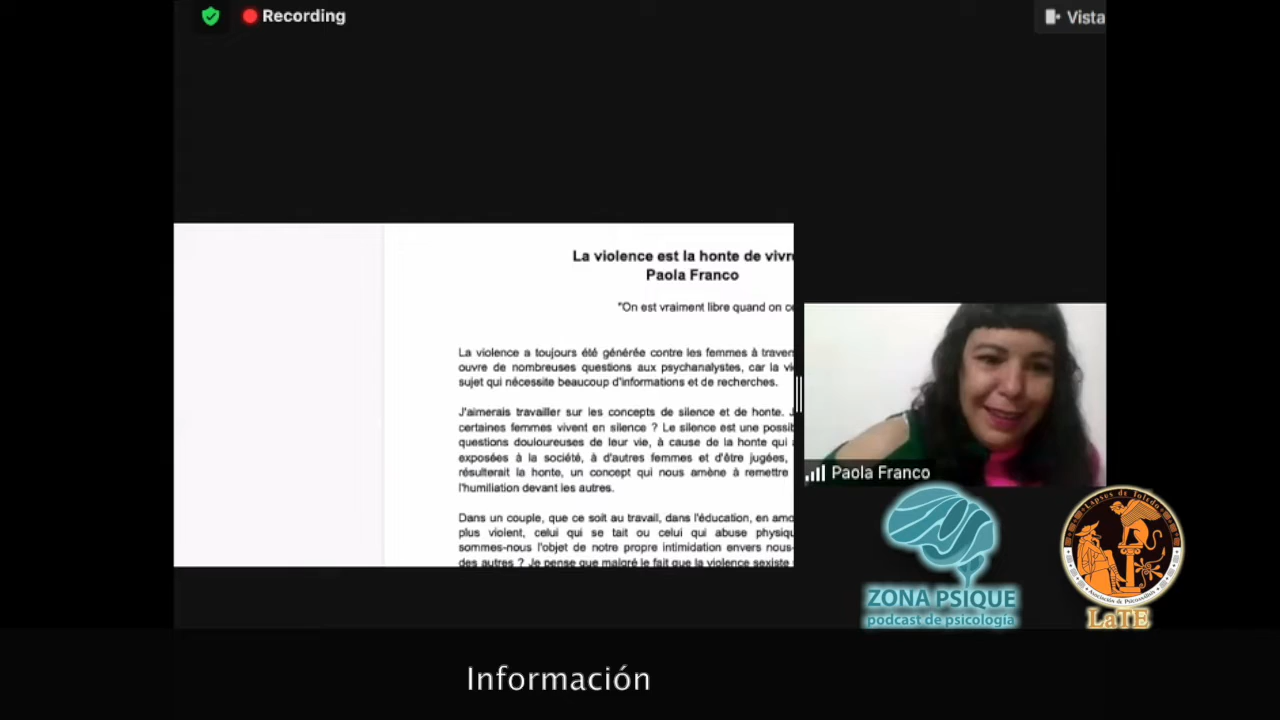 Recording
Vista
La violence est la honte de vivre
Paola Franco
"On est vraiment libre quand on
La violence a toujours été générée contre les femmes à
ouvre de nombreuses questions aux psychanalystes, car la
sujet qui nécessite beaucoup d'informations et de recherches.
J'aimerais travailler sur les concepts de silence et de honte.
certaines femmes vivent en silence ? Le silence est une
questions douloureuses de leur vie, à cause de la honte qui
exposées à la société, à d'autres femmes et d'être jugées,
résulterait la honte, un concept qui nous amène à remettre
l'humiliation devant les autres.
Dans un couple, que ce soit au travail, dans l'éducation, en
plus violent, celui qui se tait ou celui qui abuse
sommes-nous l'objet de notre propre intimidation envers
des autres ? Je pense que malgré le fait que la violence sexiste
Paola Franco
ZONA PSIQUE
podcast de psicología
Lapsus de Toledo
Asociación de Psicoanálisis
LaTE
Información